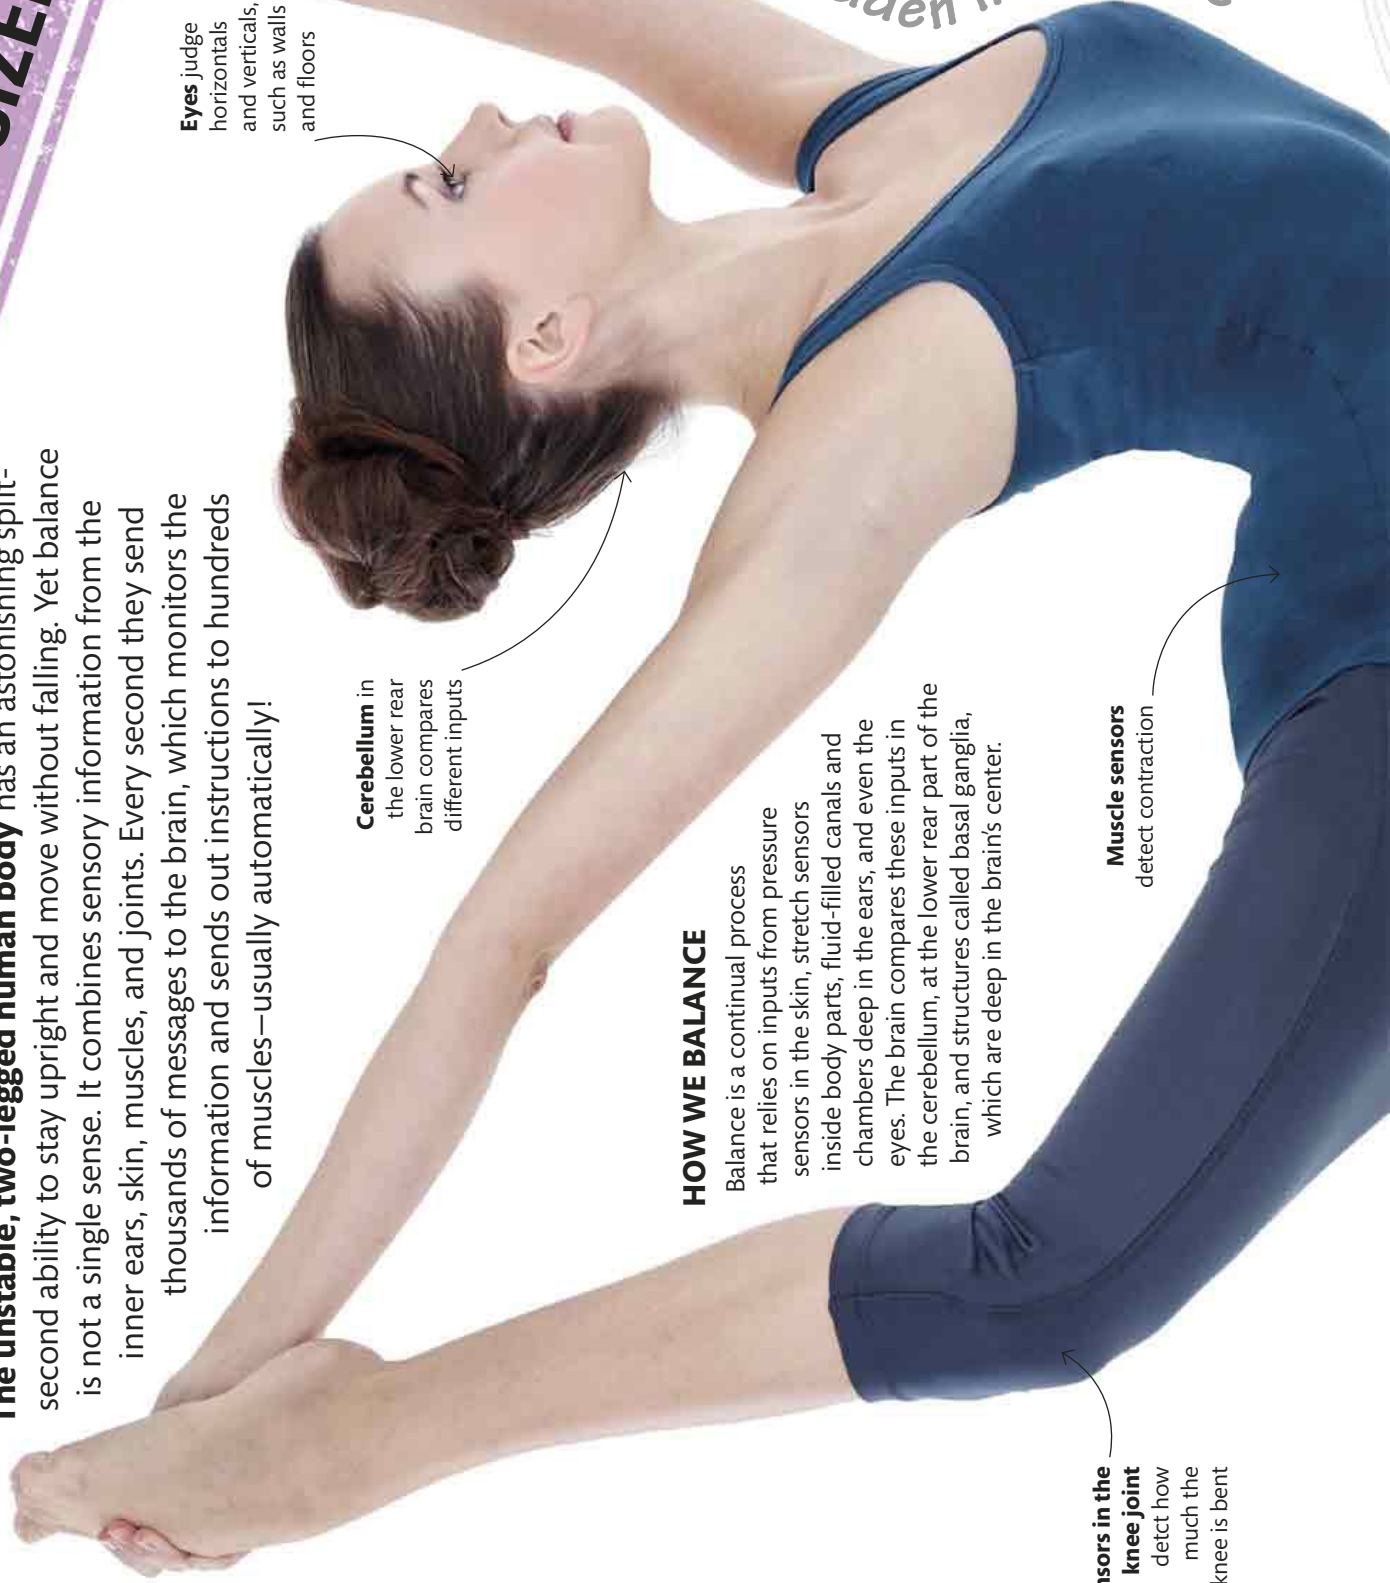 The unstable, two-legged human body has an astonishing split-
second ability to stay upright and move without falling. Yet balance
is not a single sense. It combines sensory information from the
inner ears, skin, muscles, and joints. Every second they send
thousands of messages to the brain, which monitors the
information and sends out instructions to hundreds
of muscles—usually automatically!
Eyes judge
horizontals
and verticals,
such as walls
and floors
Cerebellum in
the lower rear
brain compares
different inputs
HOW WE BALANCE
Balance is a continual process
that relies on inputs from pressure
sensors in the skin, stretch sensors
inside body parts, fluid-filled canals and
chambers deep in the ears, and even the
eyes. The brain compares these inputs in
the cerebellum, at the lower rear part of the
brain, and structures called basal ganglia,
which are deep in the brain’s center.
Muscle sensors
detect contraction
nsors in the
knee joint
detct how
much the
knee is bent